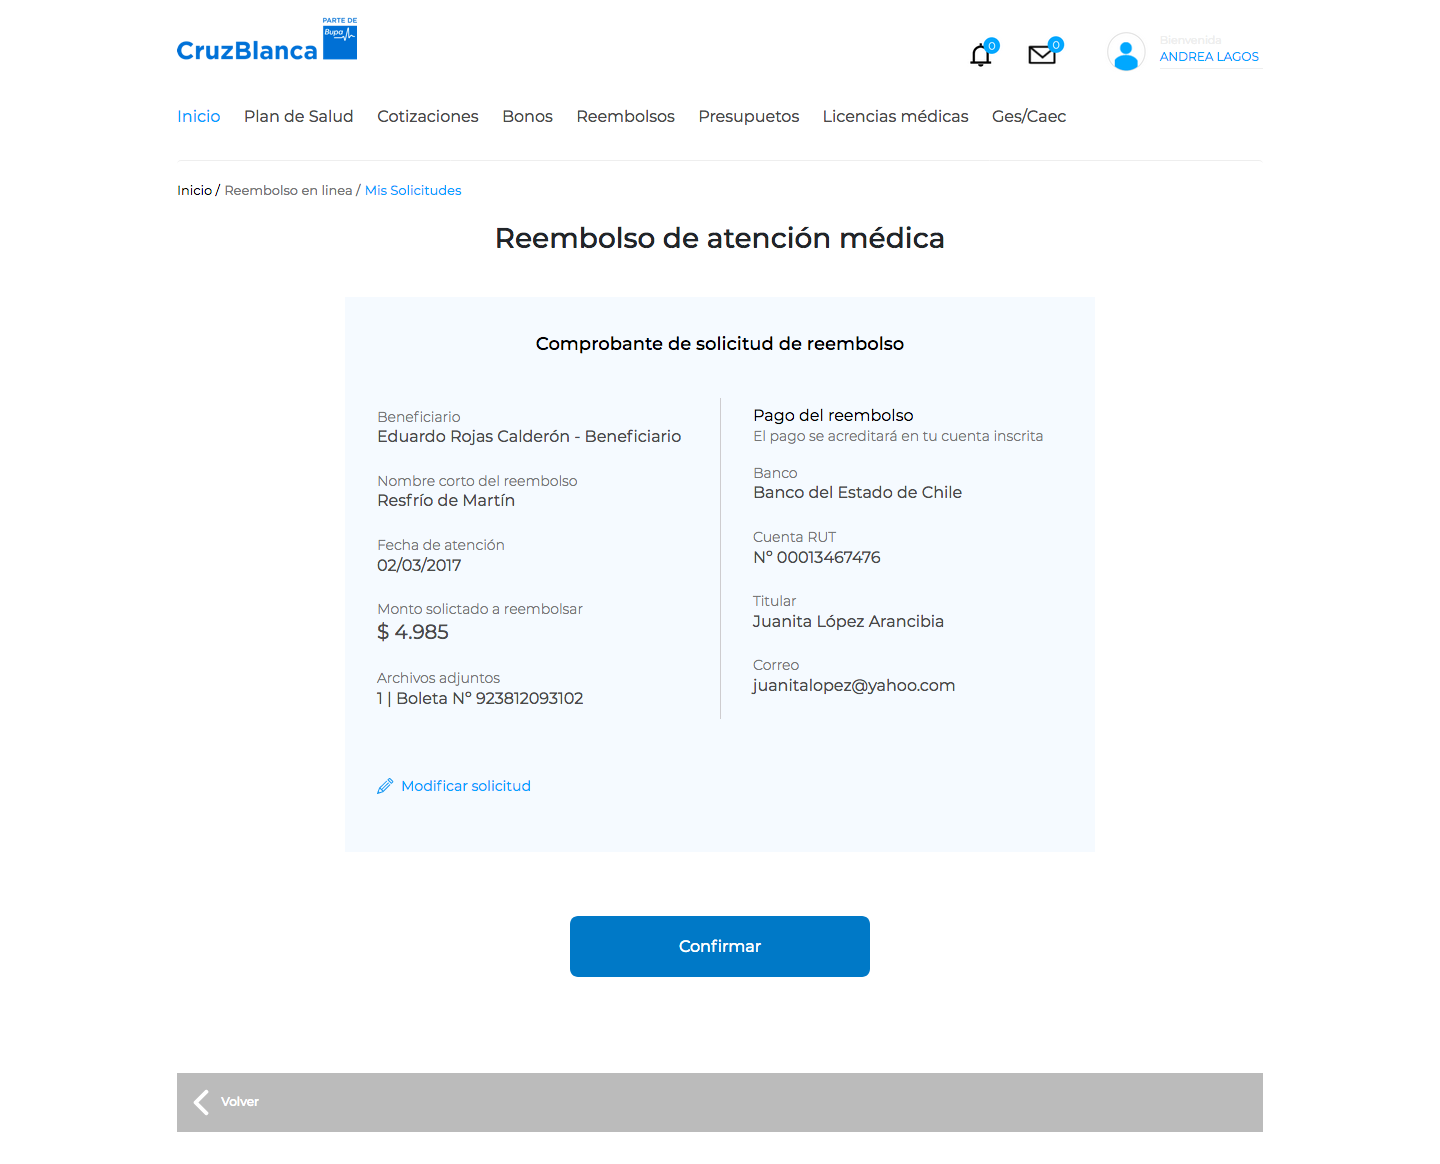 PARTE DE
Bupa
CruzBlanca
0
0
Bienvenida
ANDREA LAGOS
Inicio Plan de Salud Cotizaciones Bonos Reembolsos Presupuetos Licencias médicas Ges/Caec
Inicio / Reembolso en linea / Mis Solicitudes
Reembolso de atención médica
Comprobante de solicitud de reembolso
Beneficiario
Eduardo Rojas Calderón - Beneficiario
Nombre corto del reembolso
Resfrío de Martín
Fecha de atención
02/03/2017
Monto solictado a reembolsar
$ 4.985
Archivos adjuntos
1 | Boleta Nº 923812093102
Modificar solicitud
Pago del reembolso
El pago se acreditará en tu cuenta inscrita
Banco
Banco del Estado de Chile
Cuenta RUT
Nº 00013467476
Titular
Juanita López Arancibia
Correo
juanitalopez@yahoo.com
Confirmar
Volver